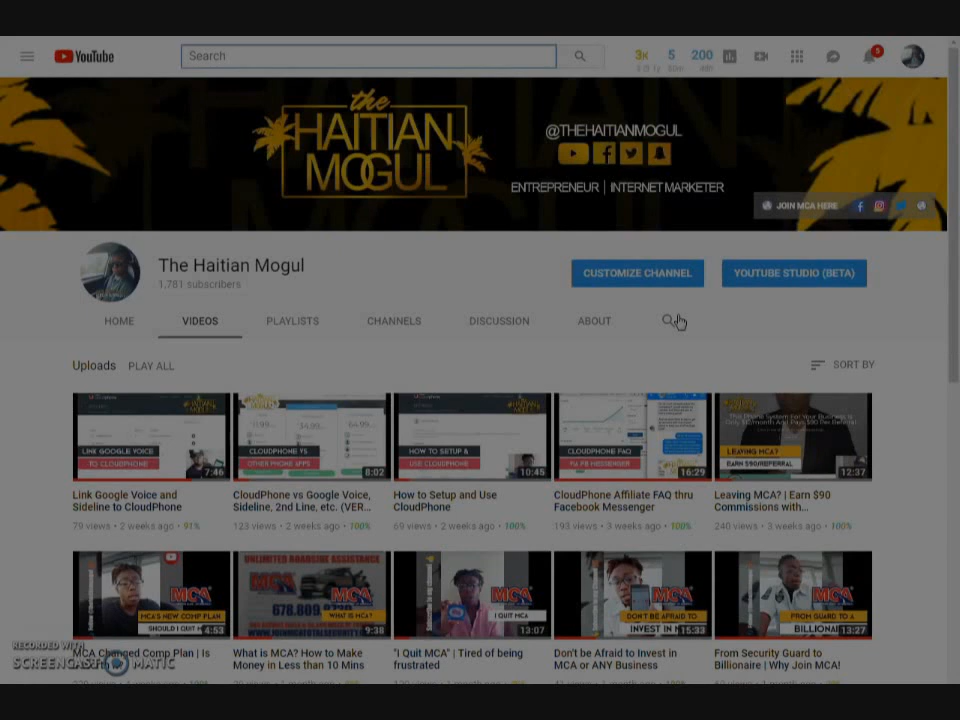 YouTube
Search
3K 5 200
5
the
HAITIAN
MOGUL
@THEHAITIANMOGUL
ENTREPRENEUR | INTERNET MARKETER
JOIN MCA HERE
The Haitian Mogul
1,781 subscribers
CUSTOMIZE CHANNEL
YOUTUBE STUDIO (BETA)
HOME VIDEOS PLAYLISTS CHANNELS DISCUSSION ABOUT
Uploads PLAY ALL
SORT BY
LINK GOOGLE VOICE
TO CLOUDPHONE
7:46
CLOUDPHONE VS
OTHER PHONE APPS
8:02
HOW TO SETUP &
USE CLOUDPHONE
10:45
CLOUDPHONE FAQ
VIA FB MESSENGER
16:29
LEAVING MCA?
EARN $90/REFERRAL
12:37
Link Google Voice and
Sideline to CloudPhone
79 views • 2 weeks ago • 91%
CloudPhone vs Google Voice,
Sideline, 2nd Line, etc. (VER...
123 views • 2 weeks ago • 100%
How to Setup and Use
CloudPhone
69 views • 2 weeks ago • 100%
CloudPhone Affiliate FAQ thru
Facebook Messenger
193 views • 3 weeks ago • 100%
Leaving MCA? | Earn $90
Commissions with...
240 views • 3 weeks ago • 100%
MCA
MCA'S NEW COMP PLAN
SHOULD I QUIT
4:53
UNLIMITED ROADSIDE ASSISTANCE
MCA
WHAT IS MCA?
9:38
MCA
I QUIT MCA
13:07
MCA
DON'T BE AFRAID TO
INVEST IN
15:33
MCA
FROM GUARD TO A
BILLIONAI
13:27
MCA Changed Comp Plan | Is
What is MCA? How to Make
Money in Less than 10 Mins
"I Quit MCA" | Tired of being
frustrated
Don't be Afraid to Invest in
MCA or ANY Business
From Security Guard to
Billionaire | Why Join MCA!
RECORDED WITH
SCREENCAST MATIC